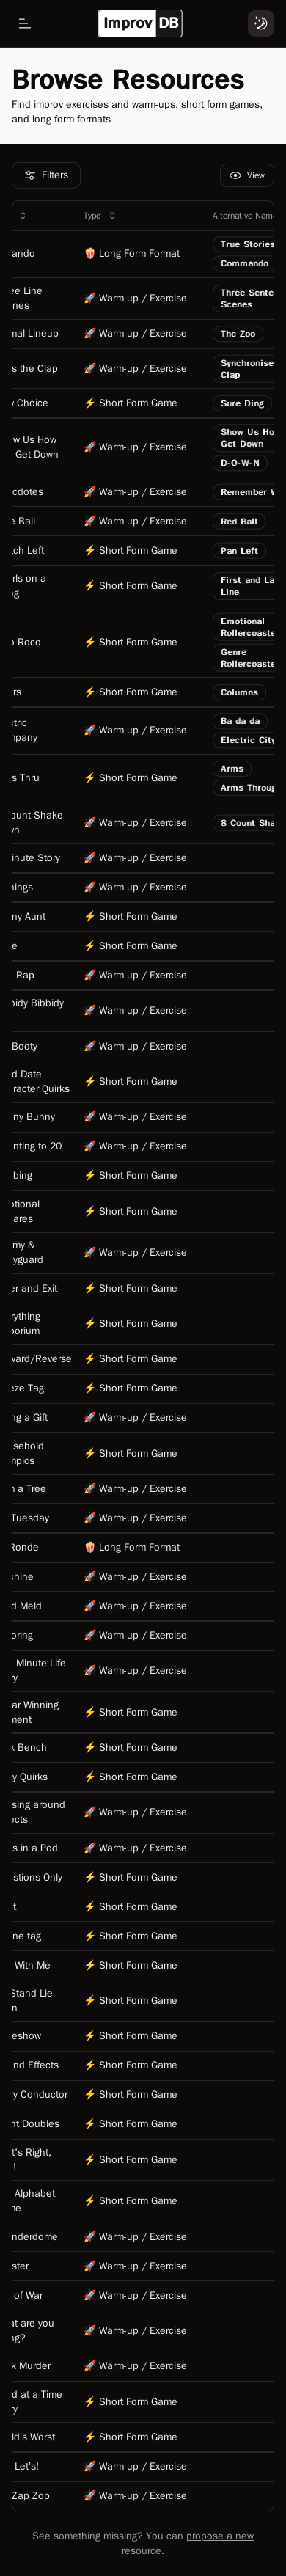 Improv DB
Browse Resources
Find improv exercises and warm-ups, short form games,
and long form formats
Filters
View
Type
Alternative Nam
ando
🍿 Long Form Format
True Stories
Commando
ee Line
nes
🚀 Warm-up / Exercise
Three Sente
Scenes
mal Lineup
🚀 Warm-up / Exercise
The Zoo
s the Clap
🚀 Warm-up / Exercise
Synchronise
Clap
Choice
⚡ Short Form Game
Sure Ding
w Us How
Get Down
🚀 Warm-up / Exercise
Show Us Ho
Get Down
D-O-W-N
cdotes
🚀 Warm-up / Exercise
Remember
e Ball
🚀 Warm-up / Exercise
Red Ball
tch Left
⚡ Short Form Game
Pan Left
rls on a
g
⚡ Short Form Game
First and La
Line
o Roco
⚡ Short Form Game
Emotional
Rollercoaste
Genre
Rollercoaste
rs
⚡ Short Form Game
Columns
ctric
mpany
🚀 Warm-up / Exercise
Ba da da
Electric City
s Thru
⚡ Short Form Game
Arms
Arms Throug
ount Shake
n
🚀 Warm-up / Exercise
8 Count Sha
inute Story
🚀 Warm-up / Exercise
hings
🚀 Warm-up / Exercise
ny Aunt
⚡ Short Form Game
e
⚡ Short Form Game
Rap
🚀 Warm-up / Exercise
pidy Bibbidy
🚀 Warm-up / Exercise
Booty
🚀 Warm-up / Exercise
d Date
racter Quirks
⚡ Short Form Game
ny Bunny
🚀 Warm-up / Exercise
nting to 20
🚀 Warm-up / Exercise
bing
⚡ Short Form Game
otional
ares
⚡ Short Form Game
my &
yguard
🚀 Warm-up / Exercise
er and Exit
⚡ Short Form Game
rything
porium
⚡ Short Form Game
ward/Reverse
⚡ Short Form Game
eze Tag
⚡ Short Form Game
ng a Gift
🚀 Warm-up / Exercise
sehold
mpics
⚡ Short Form Game
n a Tree
🚀 Warm-up / Exercise
Tuesday
🚀 Warm-up / Exercise
Ronde
🍿 Long Form Format
chine
🚀 Warm-up / Exercise
d Meld
🚀 Warm-up / Exercise
oring
🚀 Warm-up / Exercise
Minute Life
ry
🚀 Warm-up / Exercise
ar Winning
ment
⚡ Short Form Game
k Bench
⚡ Short Form Game
y Quirks
⚡ Short Form Game
sing around
ects
🚀 Warm-up / Exercise
s in a Pod
🚀 Warm-up / Exercise
stions Only
⚡ Short Form Game
t
⚡ Short Form Game
ne tag
⚡ Short Form Game
With Me
⚡ Short Form Game
Stand Lie
n
⚡ Short Form Game
eshow
⚡ Short Form Game
nd Effects
⚡ Short Form Game
ry Conductor
⚡ Short Form Game
nt Doubles
⚡ Short Form Game
t's Right,
!
⚡ Short Form Game
Alphabet
me
⚡ Short Form Game
nderdome
🚀 Warm-up / Exercise
ster
🚀 Warm-up / Exercise
of War
🚀 Warm-up / Exercise
at are you
ng?
🚀 Warm-up / Exercise
k Murder
🚀 Warm-up / Exercise
d at a Time
ry
⚡ Short Form Game
ld's Worst
⚡ Short Form Game
Let's!
🚀 Warm-up / Exercise
Zap Zop
🚀 Warm-up / Exercise
See something missing? You can propose a new
resource.